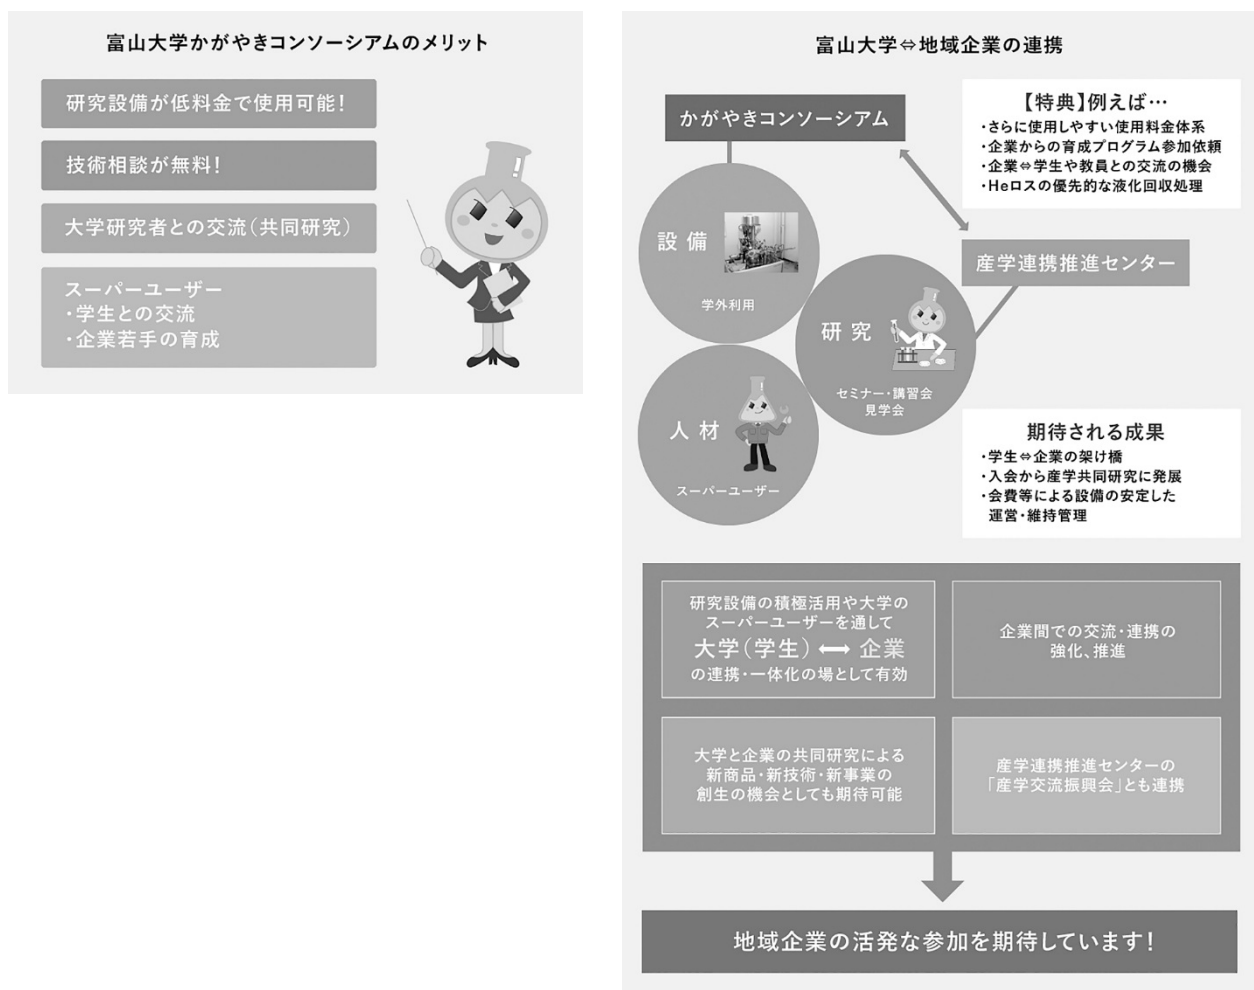 富山大学かがやきコンソーシアムのメリット
研究設備が低料金で使用可能！
技術相談が無料！
大学研究者との交流（共同研究）
スーパーユーザー
・学生との交流
・企業若手の育成
富山大学⇔地域企業の連携
かがやきコンソーシアム
【特典】例えば…
・さらに使用しやすい使用料金体系
・企業からの育成プログラム参加依頼
・企業⇔学生や教員との交流の機会
・Heロスの優先的な液化回収処理
設備
学外利用
産学連携推進センター
研究
セミナー・講習会
見学会
人材
スーパーユーザー
期待される成果
・学生⇔企業の架け橋
・入会から産学共同研究に発展
・会費等による設備の安定した
運営・維持管理
研究設備の積極活用や大学の
スーパーユーザーを通して
大学（学生）⟷企業
の連携・一体化の場として有効
企業間での交流・連携の
強化、推進
大学と企業の共同研究による
新商品・新技術・新事業の
創生の機会としても期待可能
産学連携推進センターの
「産学交流振興会」とも連携
地域企業の活発な参加を期待しています！